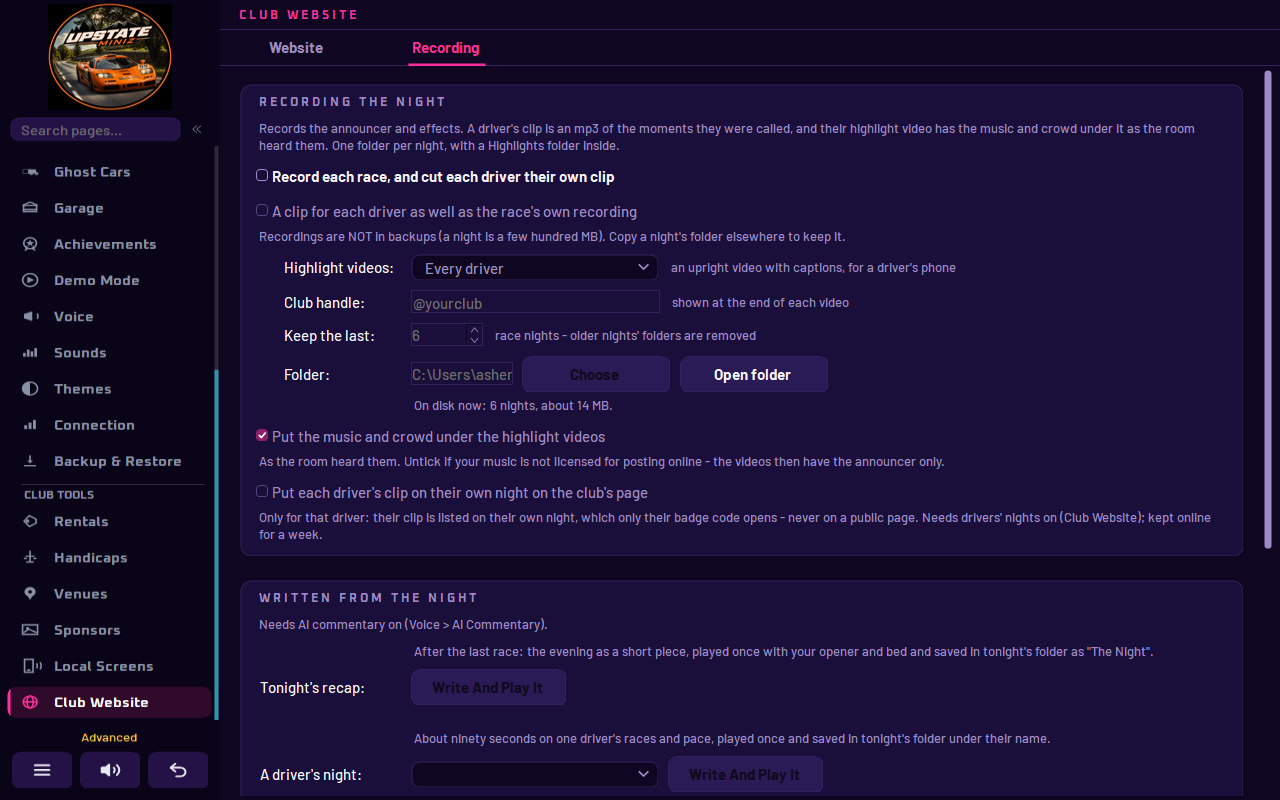 UPSTATE
MINIZ
Search pages...
Ghost Cars
Garage
Achievements
Demo Mode
Voice
Sounds
Themes
Connection
Backup & Restore
CLUB TOOLS
Rentals
Handicaps
Venues
Sponsors
Local Screens
Club Website
Advanced
CLUB WEBSITE
Website
Recording
RECORDING THE NIGHT
Records the announcer and effects. A driver's clip is an mp3 of the moments they were called, and their highlight video has the music and crowd under it as the room
heard them. One folder per night, with a Highlights folder inside.
Record each race, and cut each driver their own clip
A clip for each driver as well as the race's own recording
Recordings are NOT in backups (a night is a few hundred MB). Copy a night's folder elsewhere to keep it.
Highlight videos: Every driver an upright video with captions, for a driver's phone
Club handle: @yourclub shown at the end of each video
Keep the last: 6 race nights - older nights' folders are removed
Folder: C:\Users\asher Choose Open folder
On disk now: 6 nights, about 14 MB.
Put the music and crowd under the highlight videos
As the room heard them. Untick if your music is not licensed for posting online - the videos then have the announcer only.
Put each driver's clip on their own night on the club's page
Only for that driver: their clip is listed on their own night, which only their badge code opens - never on a public page. Needs drivers' nights on (Club Website); kept online
for a week.
WRITTEN FROM THE NIGHT
Needs AI commentary on (Voice > AI Commentary).
After the last race: the evening as a short piece, played once with your opener and bed and saved in tonight's folder as "The Night".
Tonight's recap: Write And Play It
About ninety seconds on one driver's races and pace, played once and saved in tonight's folder under their name.
A driver's night: Write And Play It